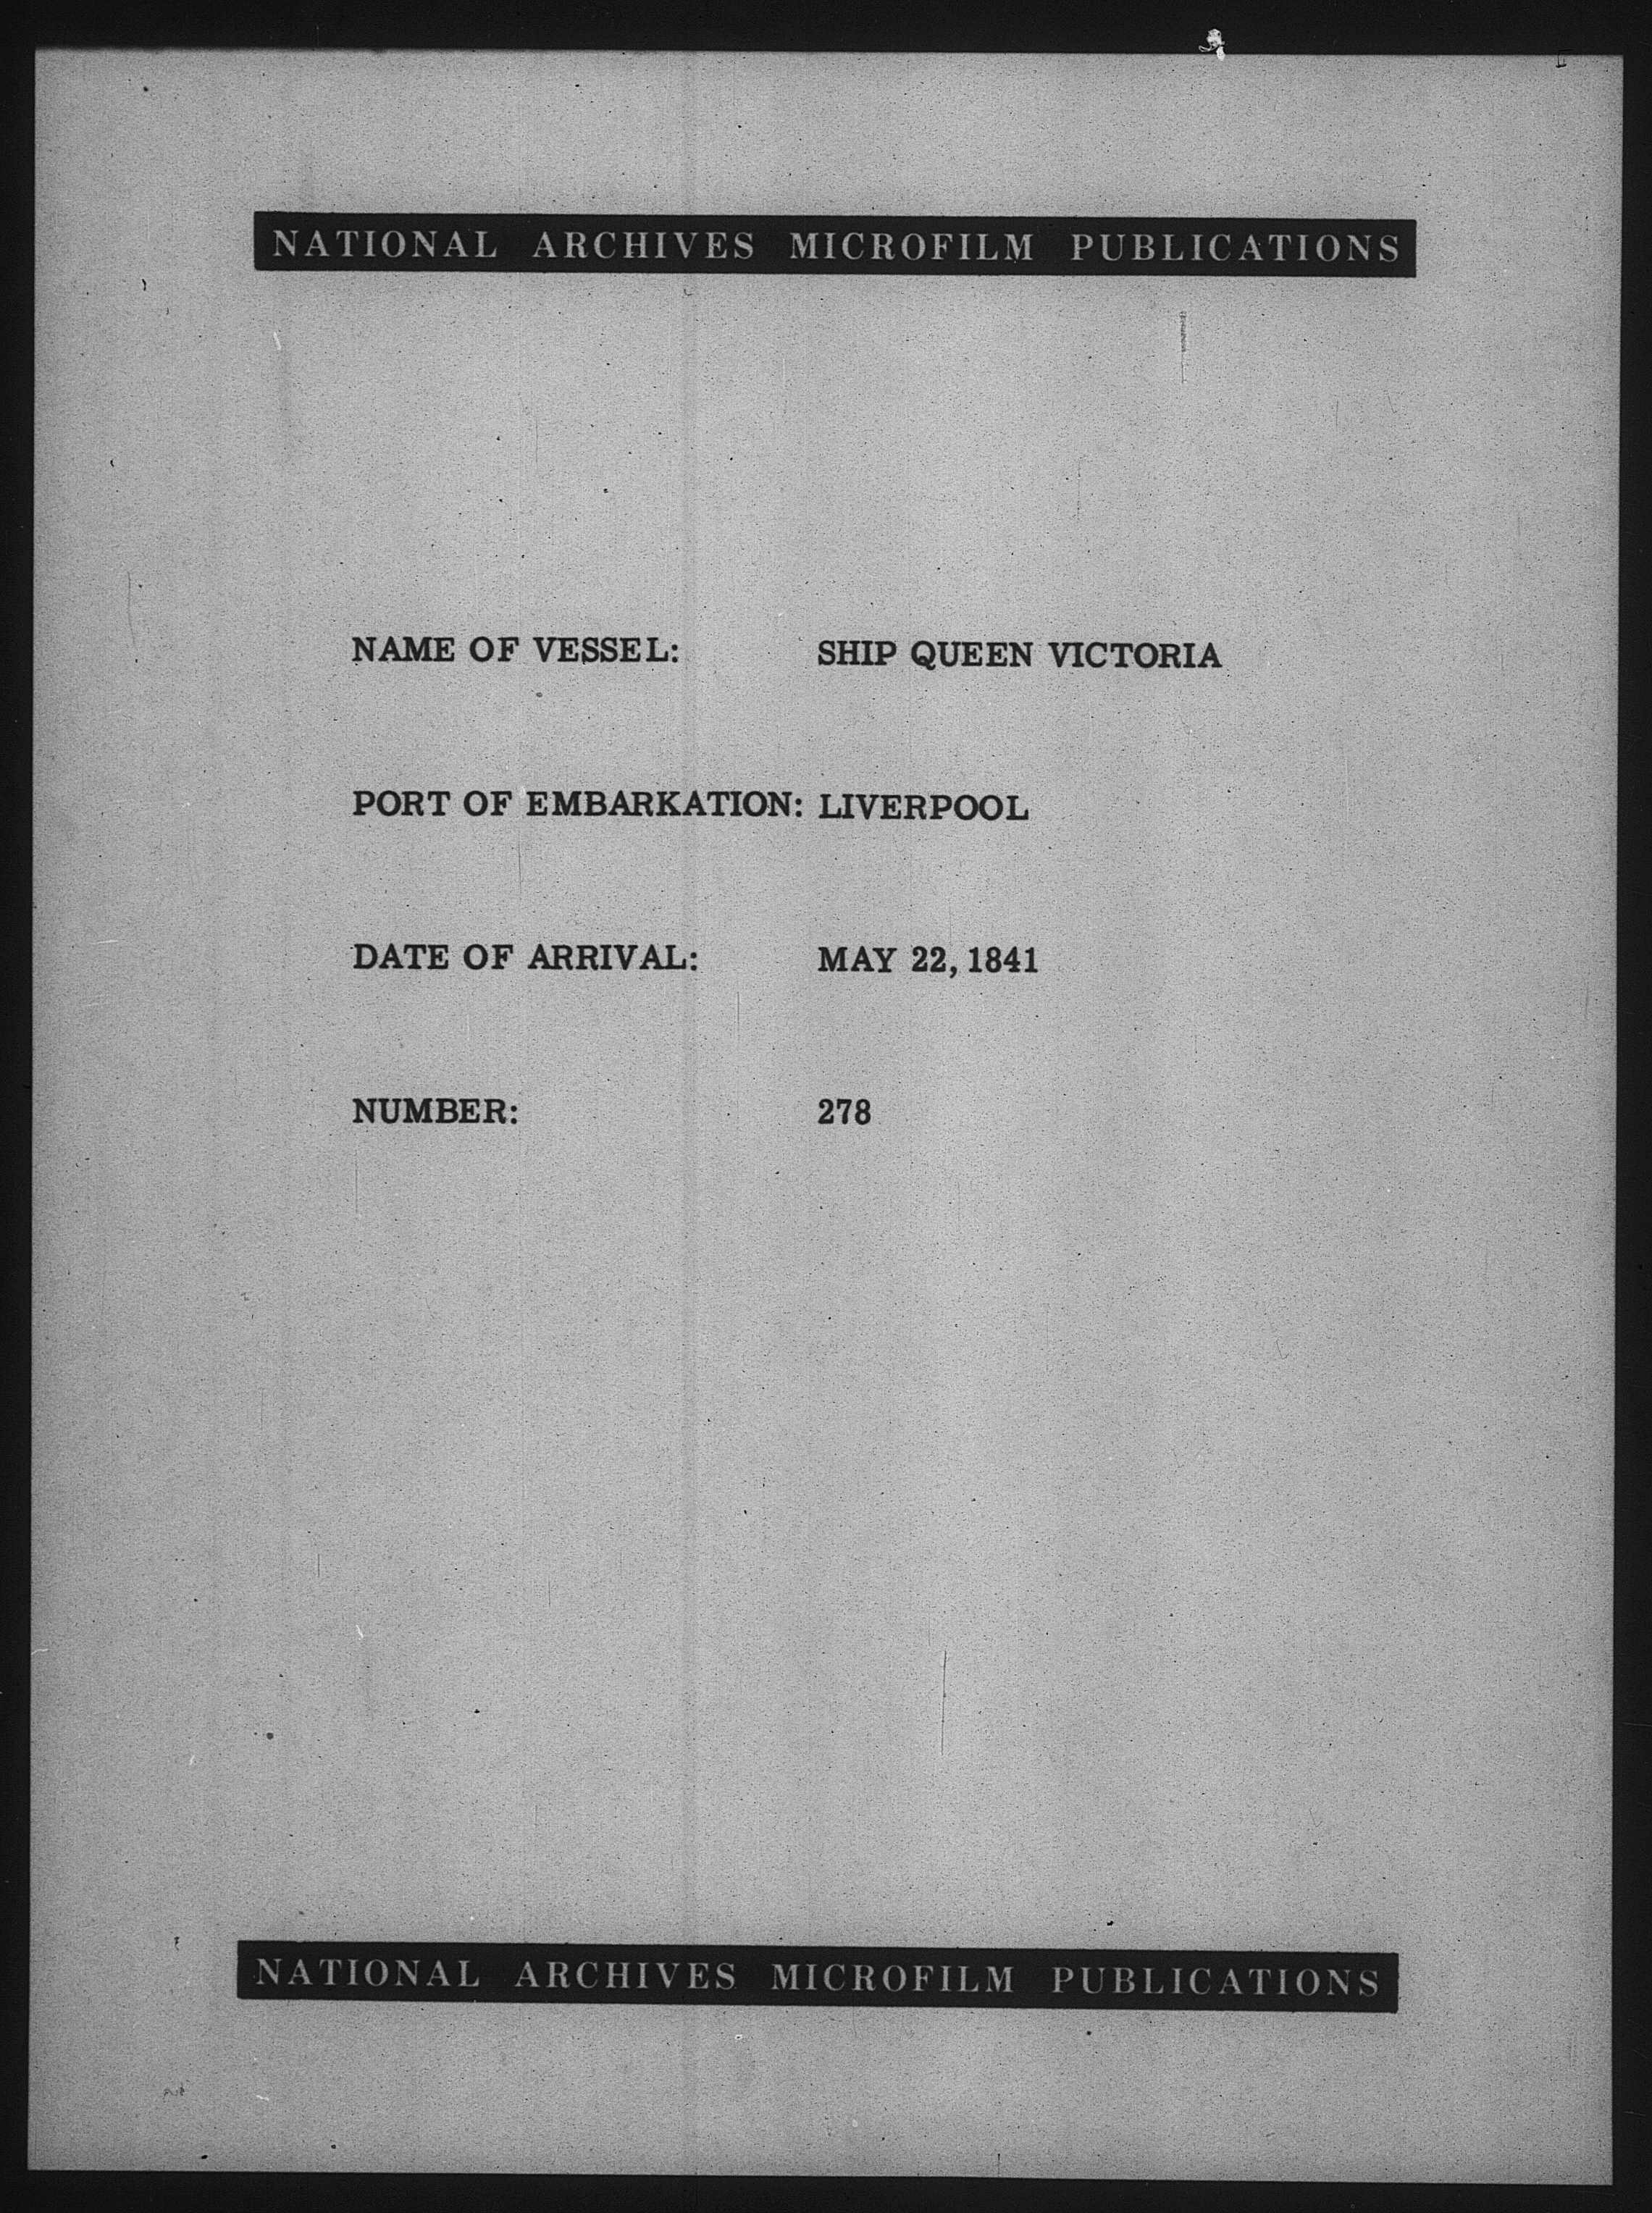 NATIONAL ARCHIVES MICROFILM PUBLICATIONS
NAME OF VESSEL: SHIP QUEEN VICTORIA
PORT OF EMBARKATION: LIVERPOOL
DATE OF ARRIVAL: MAY 22, 1841
NUMBER: 278
NATIONAL ARCHIVES MICROFILM PUBLICATIONS